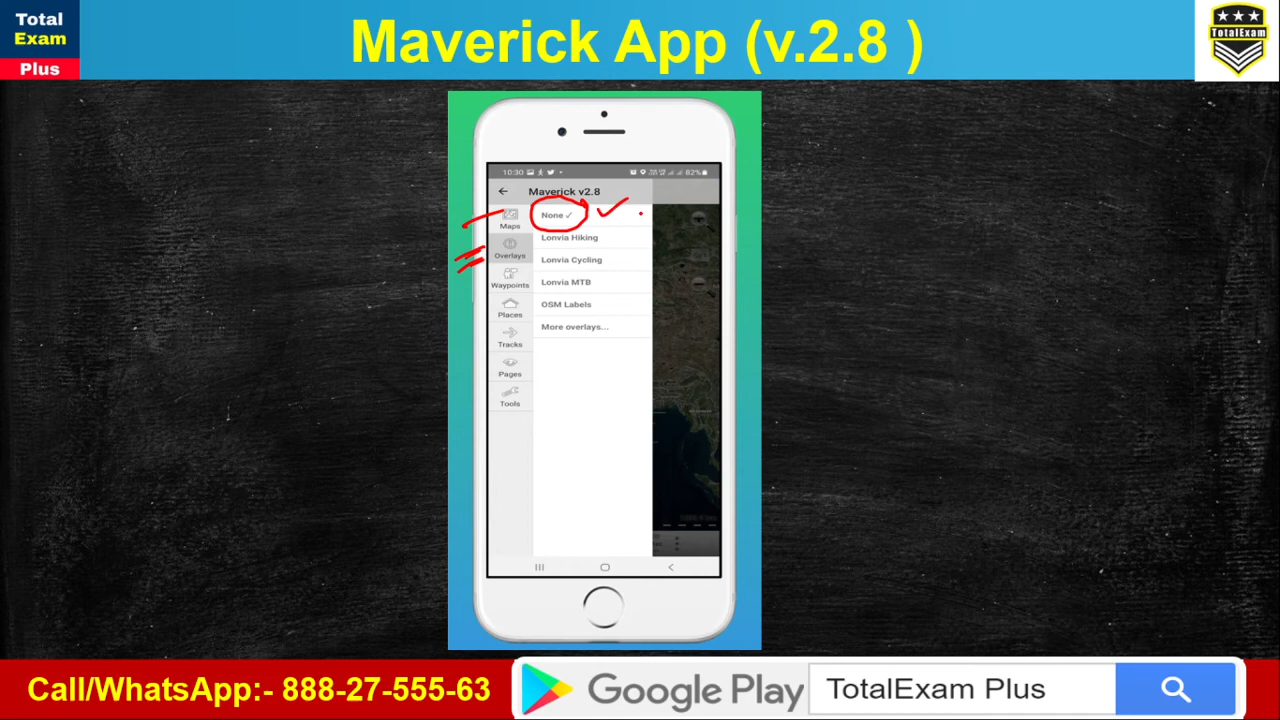 Total
Exam
Plus
Maverick App (v.2.8 )
TotalExam
10:30
82%
Maverick v2.8
Maps
None ✓
Lonvia Hiking
Overlays
Lonvia Cycling
Waypoints
Lonvia MTB
Places
OSM Labels
Tracks
More overlays...
Pages
Tools
Call/WhatsApp:- 888-27-555-63
Google Play
TotalExam Plus